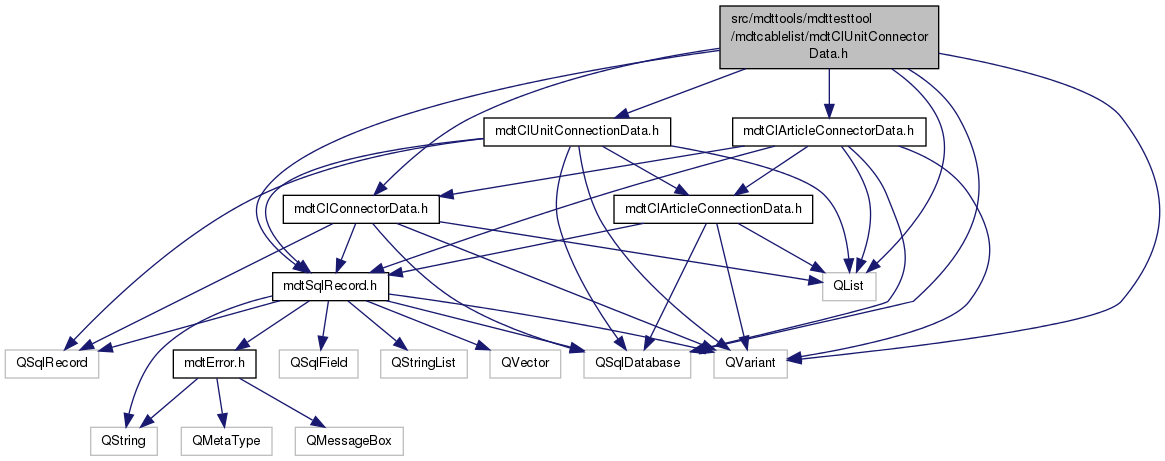 src/mdttools/mdttesttool
/mdtcablelist/mdtClUnitConnector
Data.h
mdtClUnitConnectionData.h
mdtClArticleConnectorData.h
mdtClConnectorData.h
mdtClArticleConnectionData.h
mdtSqlRecord.h
QList
QSqlRecord
mdtError.h
QSqlField
QStringList
QVector
QSqlDatabase
QVariant
QString
QMetaType
QMessageBox